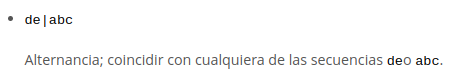 • de|abc
Alternancia; coincidir con cualquiera de las secuencias deo abc.